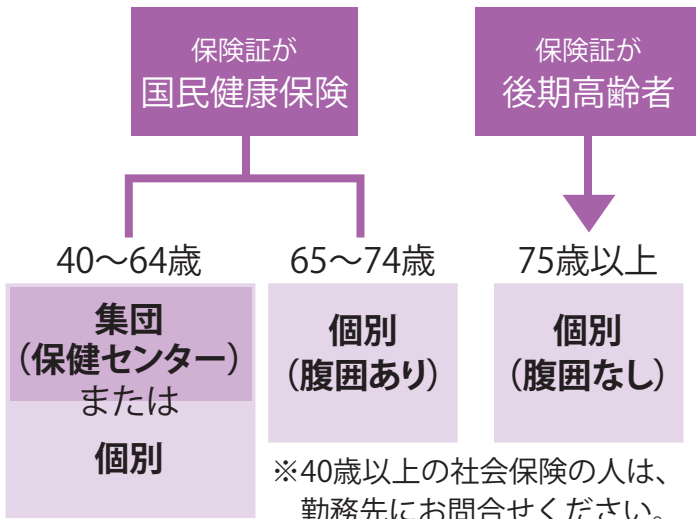 保険証が
国民健康保険
保険証が
後期高齢者
40〜64歳
集団
（保健センター）
または
個別
65〜74歳
個別
（腹囲あり）
75歳以上
個別
（腹囲なし）
※40歳以上の社会保険の人は、
勤務先にお問合せください。